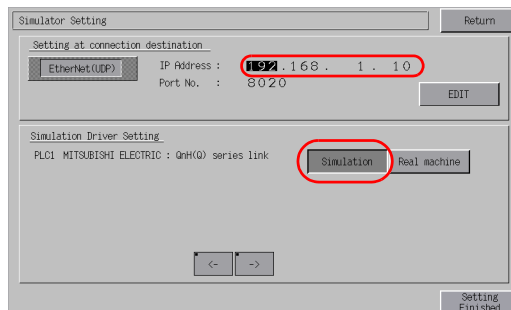 Simulator Setting
Return
Setting at connection destination
EtherNet(UDP)
IP Address : 192.168. 1. 10
Port No. : 8020
EDIT
Simulation Driver Setting
PLC1 MITSUBISHI ELECTRIC : QnH(Q) series link
Simulation
Real machine
<-
->
Setting
Finished